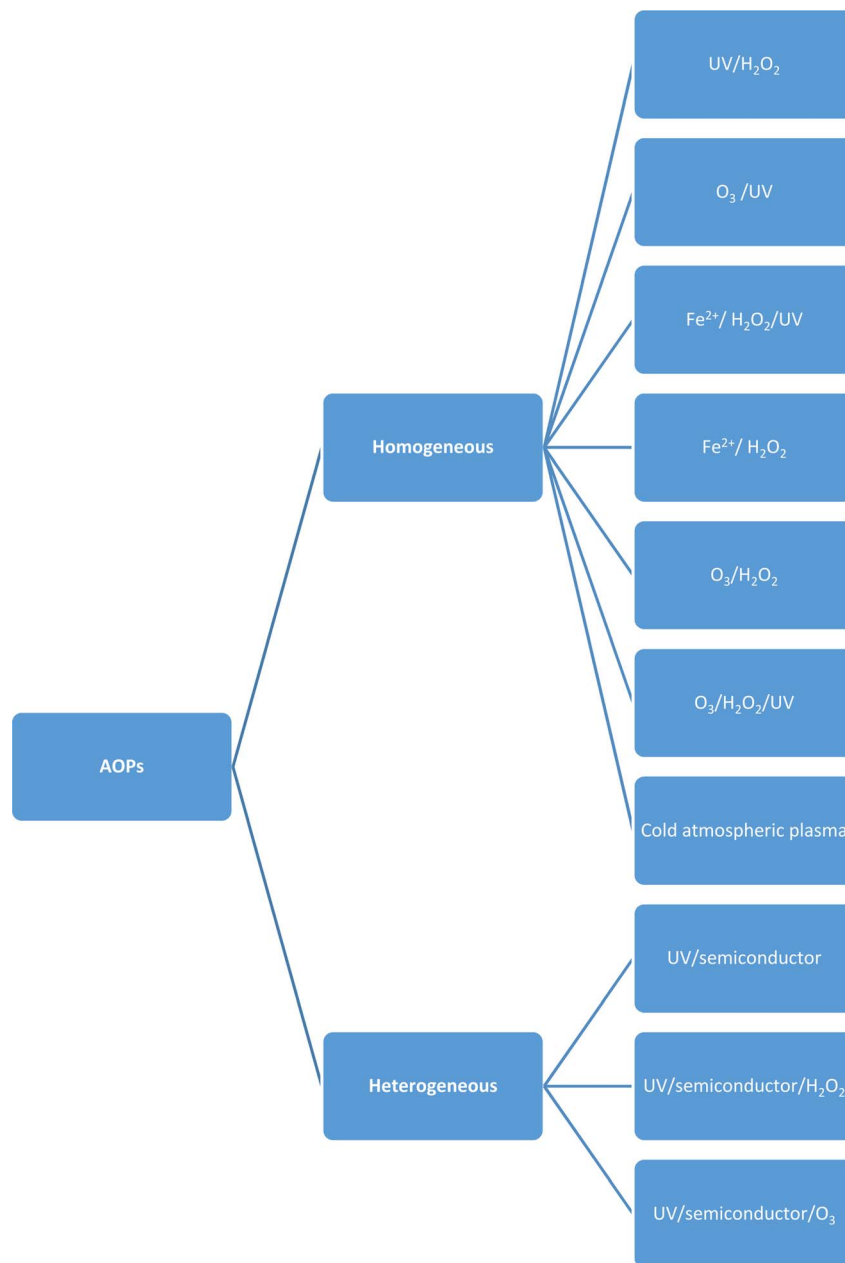 UV/H₂O₂
O₃ /UV
Fe²⁺/ H₂O₂/UV
Homogeneous
Fe²⁺/ H₂O₂
O₃/H₂O₂
O₃/H₂O₂/UV
AOPs
Cold atmospheric plasma
UV/semiconductor
Heterogeneous
UV/semiconductor/H₂O₂
UV/semiconductor/O₃